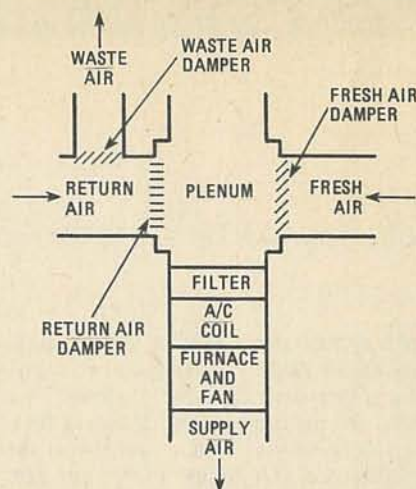 WASTE
AIR
WASTE AIR
DAMPER
FRESH AIR
DAMPER
RETURN
AIR
PLENUM
FRESH
AIR
RETURN AIR
DAMPER
FILTER
A/C
COIL
FURNACE
AND
FAN
SUPPLY
AIR